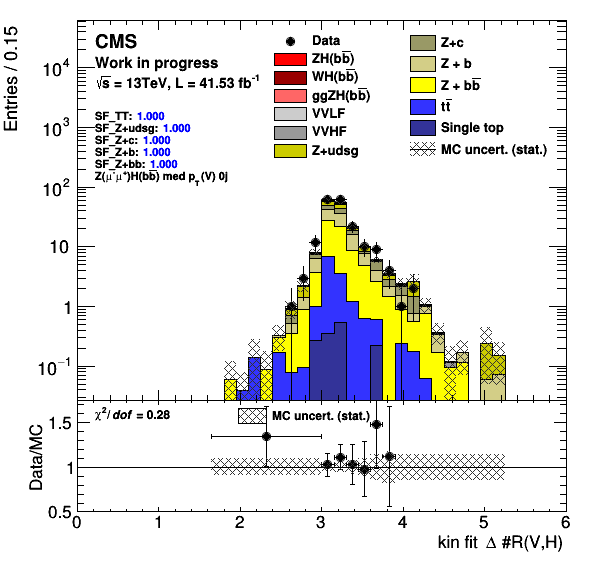 Entries / 0.15
CMS
Work in progress
√s = 13TeV, L = 41.53 fb⁻¹
SF_TT: 1.000
SF_Z+udsg: 1.000
SF_Z+c: 1.000
SF_Z+b: 1.000
SF_Z+bb: 1.000
Z(μ⁻μ⁺)H(bb̅) med p_T(V) 0j
Data
ZH(bb̅)
WH(bb̅)
ggZH(bb̅)
VVLF
VVHF
Z+udsg
Z+c
Z + b
Z + bb̅
tt̅
Single top
MC uncert. (stat.)
10⁴
10³
10²
10
1
10⁻¹
χ²/dof = 0.28
MC uncert. (stat.)
Data/MC
1.5
1
0.5
0 1 2 3 4 5 6
kin fit Δ #R(V,H)